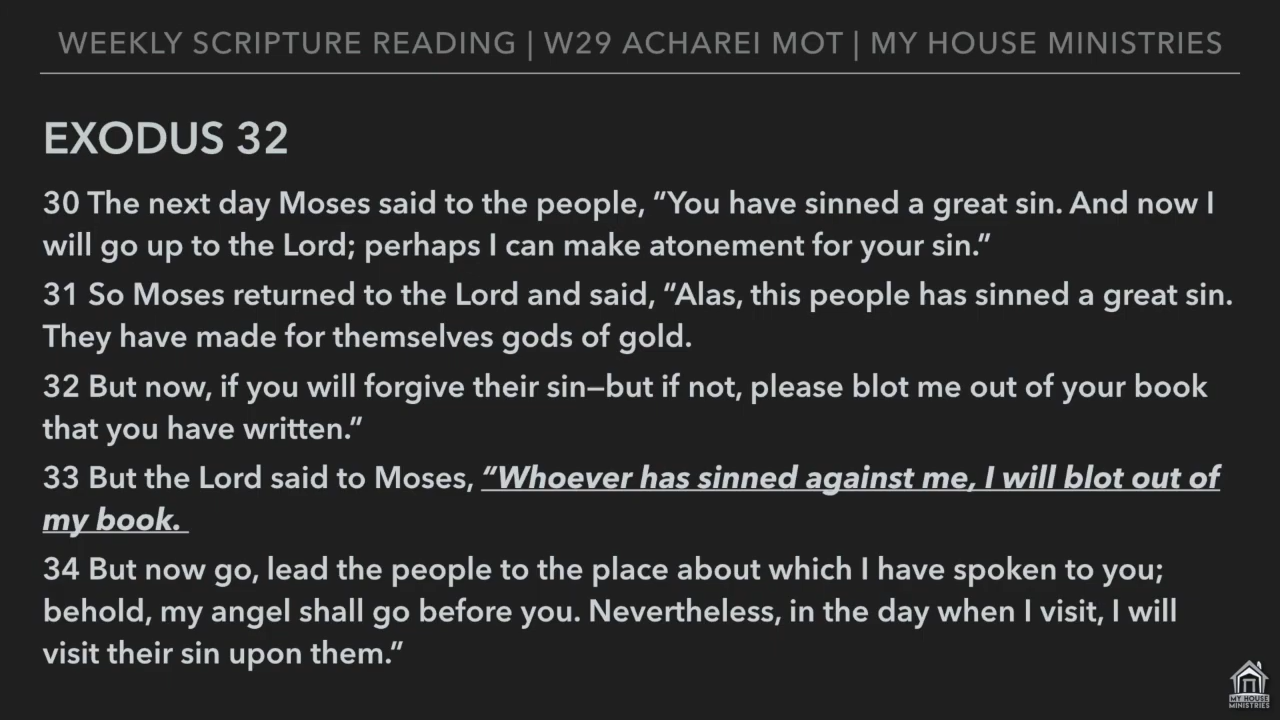 WEEKLY SCRIPTURE READING | W29 ACHAREI MOT | MY HOUSE MINISTRIES
EXODUS 32
30 The next day Moses said to the people, “You have sinned a great sin. And now I
will go up to the Lord; perhaps I can make atonement for your sin.”
31 So Moses returned to the Lord and said, “Alas, this people has sinned a great sin.
They have made for themselves gods of gold.
32 But now, if you will forgive their sin—but if not, please blot me out of your book
that you have written.”
33 But the Lord said to Moses, “Whoever has sinned against me, I will blot out of
my book.
34 But now go, lead the people to the place about which I have spoken to you;
behold, my angel shall go before you. Nevertheless, in the day when I visit, I will
visit their sin upon them.”
MY HOUSE
MINISTRIES